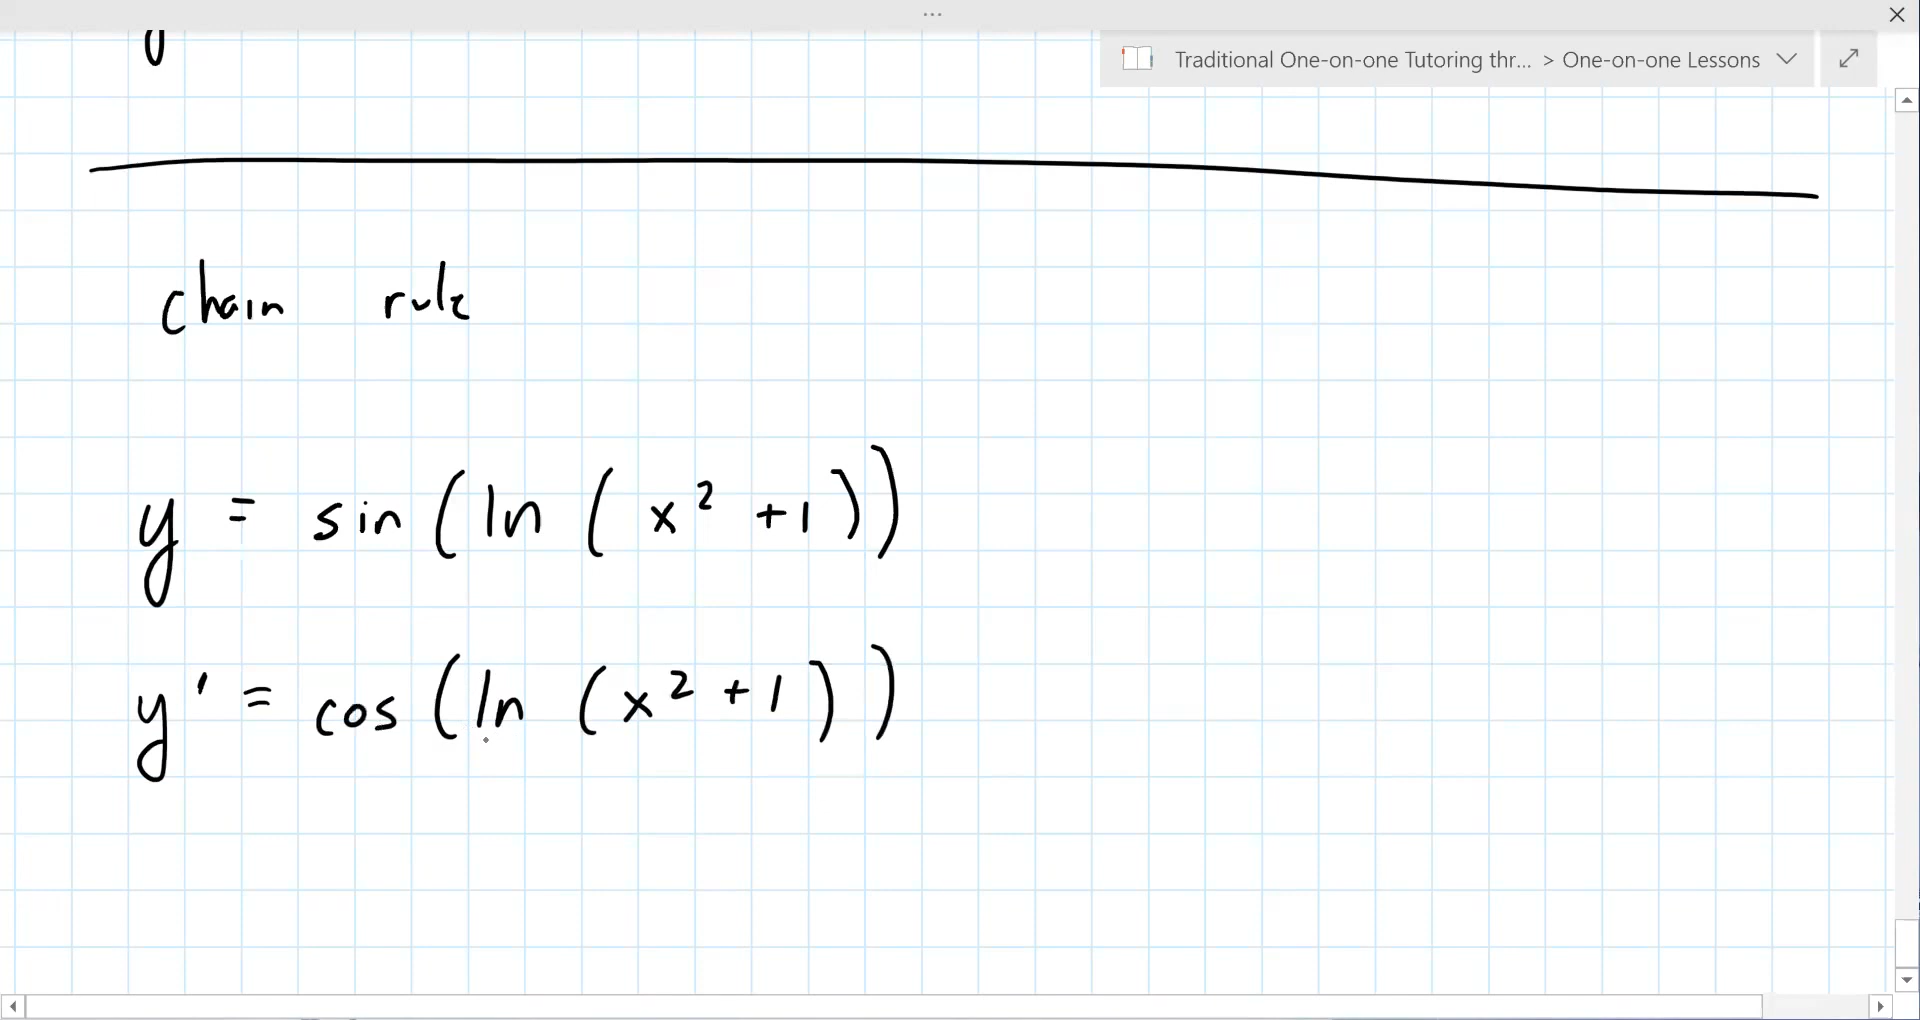 ...
y
Traditional One-on-one Tutoring thr... > One-on-one Lessons
chain rule
y = sin(ln(x² +1))
y' = cos(ln(x² +1))